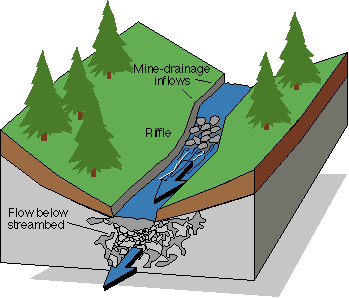 Mine-drainage
inflows
Riffle
Flow below
streambed